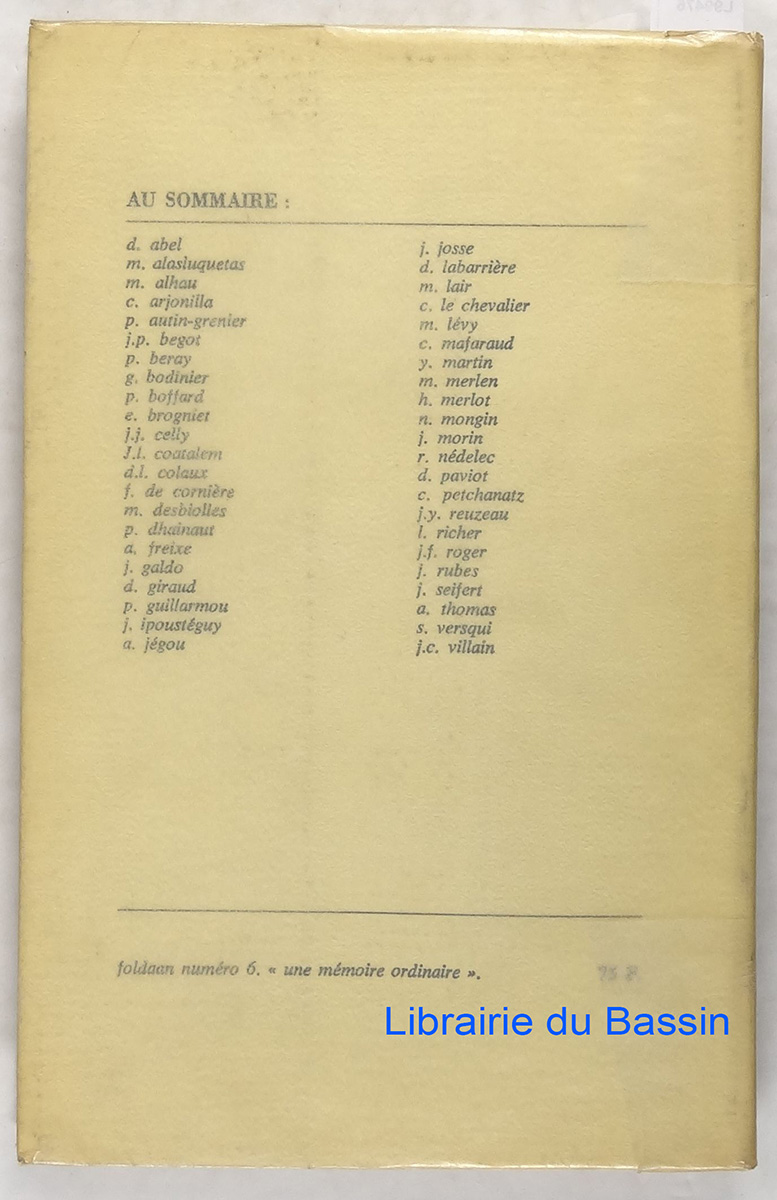 AU SOMMAIRE :
d. abel
m. alasluquetas
m. alhau
c. arjonilla
p. autin-grenier
j.p. begot
p. beray
g. bodinier
p. boffard
e. brogniet
j.j. celly
J.l. coatalem
d.l. colaux
f. de cornière
m. desbiolles
p. dhainaut
a. freixe
j. galdo
d. giraud
p. guillarmou
j. ipoustéguy
a. jégou
j. josse
d. labarrière
m. lair
c. le chevalier
m. lévy
c. mafaraud
y. martin
m. merlen
h. merlot
n. mongin
j. morin
r. nédelec
d. paviot
c. petchanatz
j.y. reuzeau
l. richer
j.f. roger
j. rubes
j. seifert
a. thomas
s. versqui
j.c. villain
foldaan numéro 6. « une mémoire ordinaire ».
Librairie du Bassin